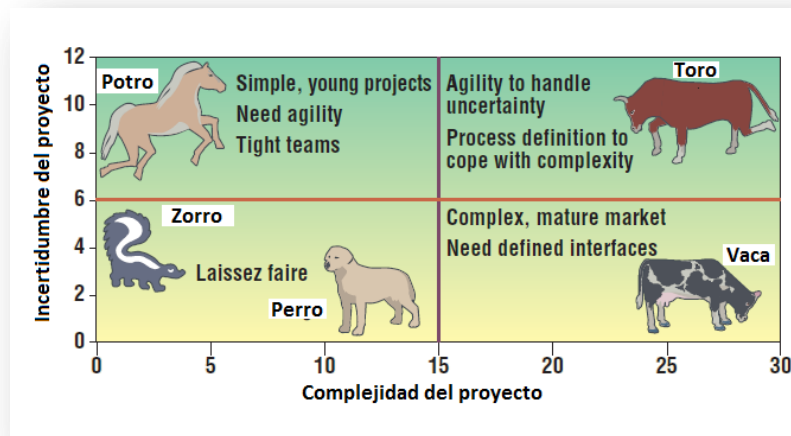 Incertidumbre del proyecto
12
10
8
6
4
2
0
Potro
Simple, young projects
Need agility
Tight teams
Agility to handle
uncertainty
Process definition to
cope with complexity
Toro
Zorro
Laissez faire
Perro
Complex, mature market
Need defined interfaces
Vaca
0
5
10
15
20
25
30
Complejidad del proyecto